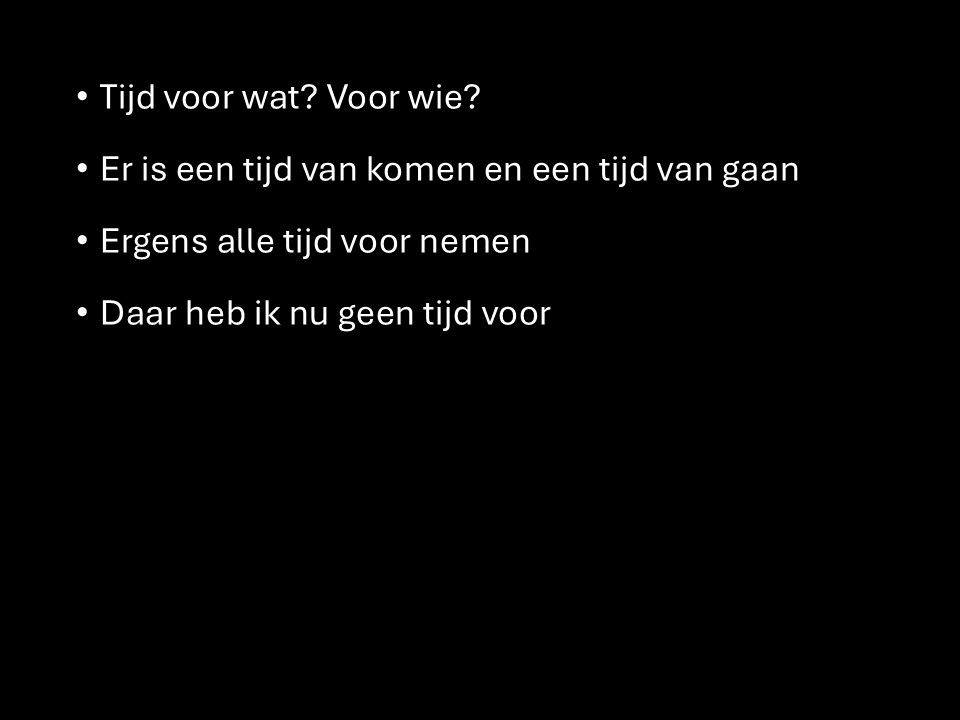 • Tijd voor wat? Voor wie?
• Er is een tijd van komen en een tijd van gaan
• Ergens alle tijd voor nemen
• Daar heb ik nu geen tijd voor